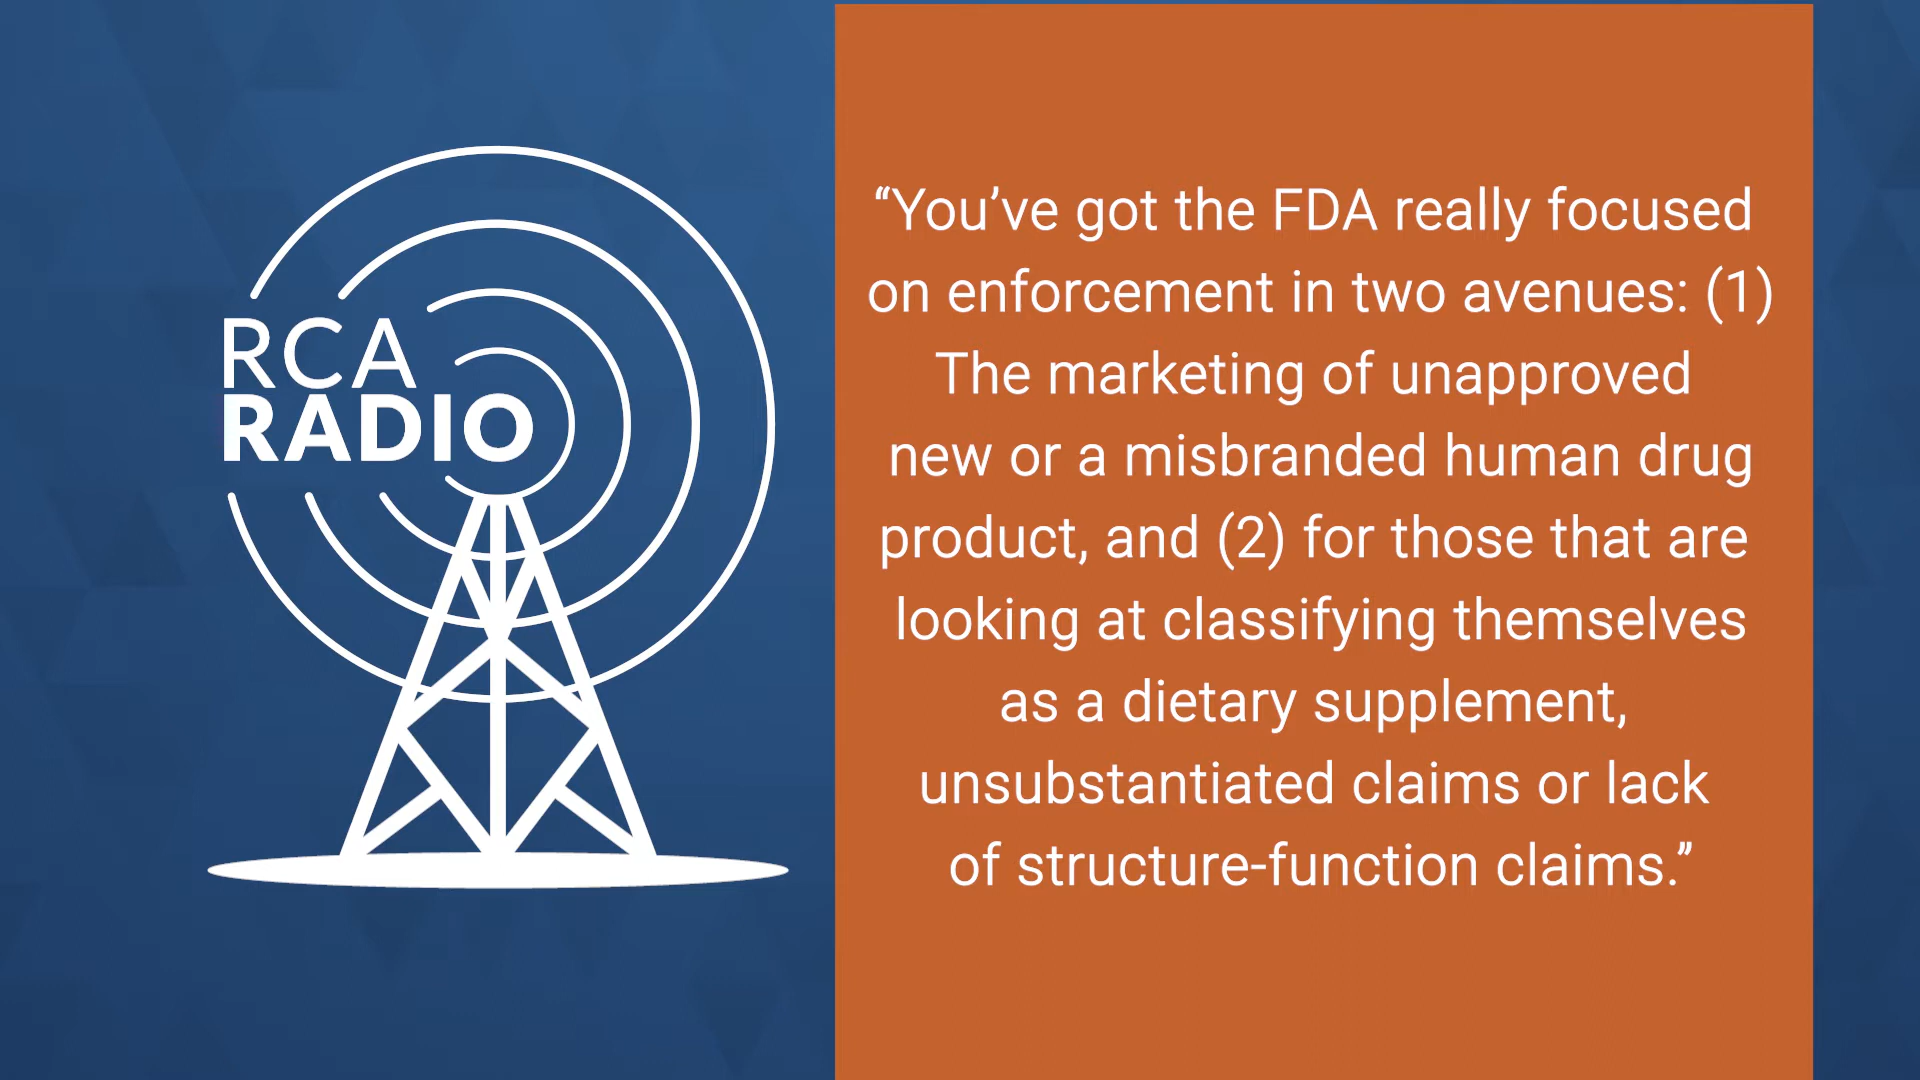 RCA
RADIO
“You’ve got the FDA really focused
on enforcement in two avenues: (1)
The marketing of unapproved
new or a misbranded human drug
product, and (2) for those that are
looking at classifying themselves
as a dietary supplement,
unsubstantiated claims or lack
of structure-function claims.”